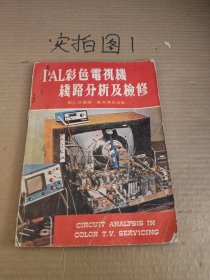 实拍图1
PAL彩色電視機
綫路分析及檢修
CIRCUIT ANALYSIS IN
COLOR T.V. SERVICING